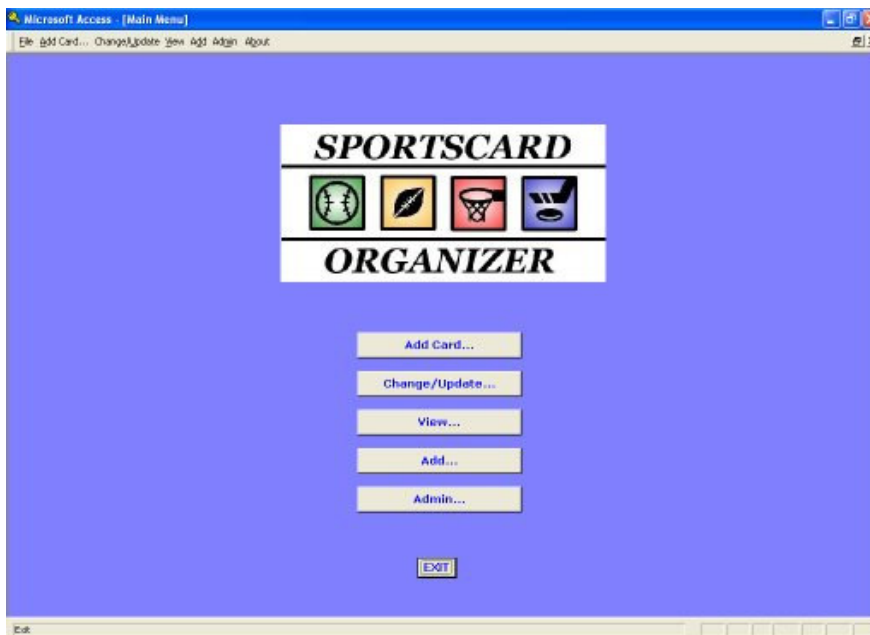 Microsoft Access - [Main Menu]
File Add Card... Change/Update View Add Admin About
SPORTSCARD
ORGANIZER
Add Card...
Change/Update...
View...
Add...
Admin...
EXIT
Exit